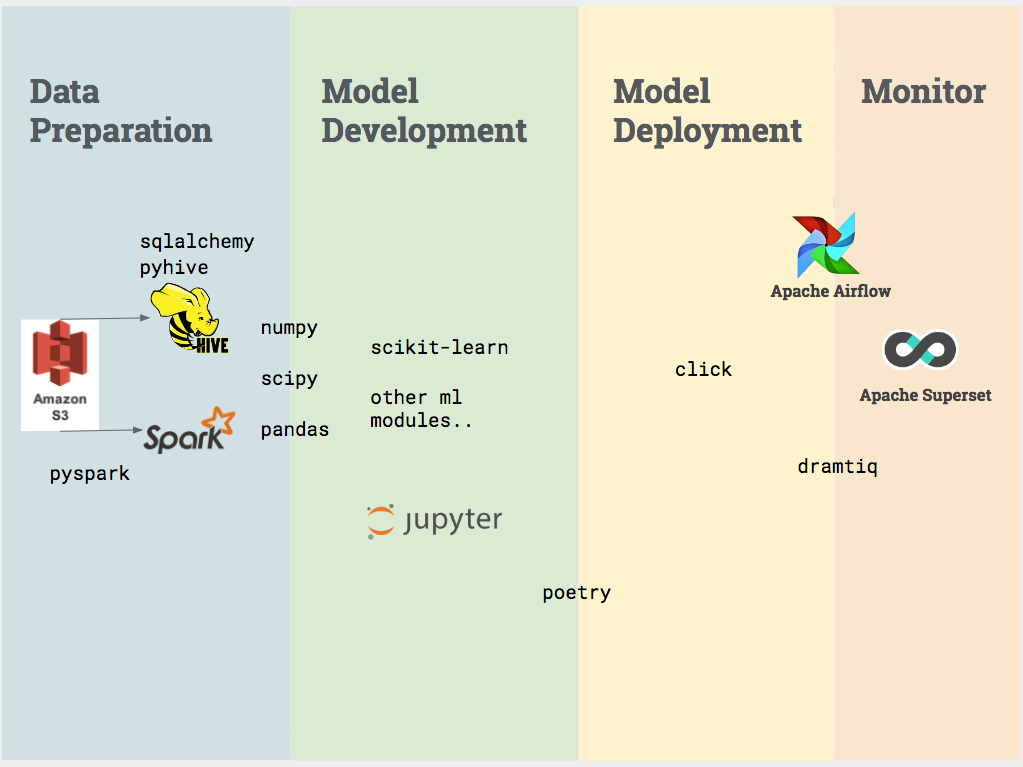 Data
Preparation
Model
Development
Model
Deployment
Monitor
sqlalchemy
pyhive
HIVE
Amazon
S3
Spark
pyspark
numpy
scipy
pandas
scikit-learn
other ml
modules..
jupyter
poetry
click
Apache Airflow
Apache Superset
dramtiq